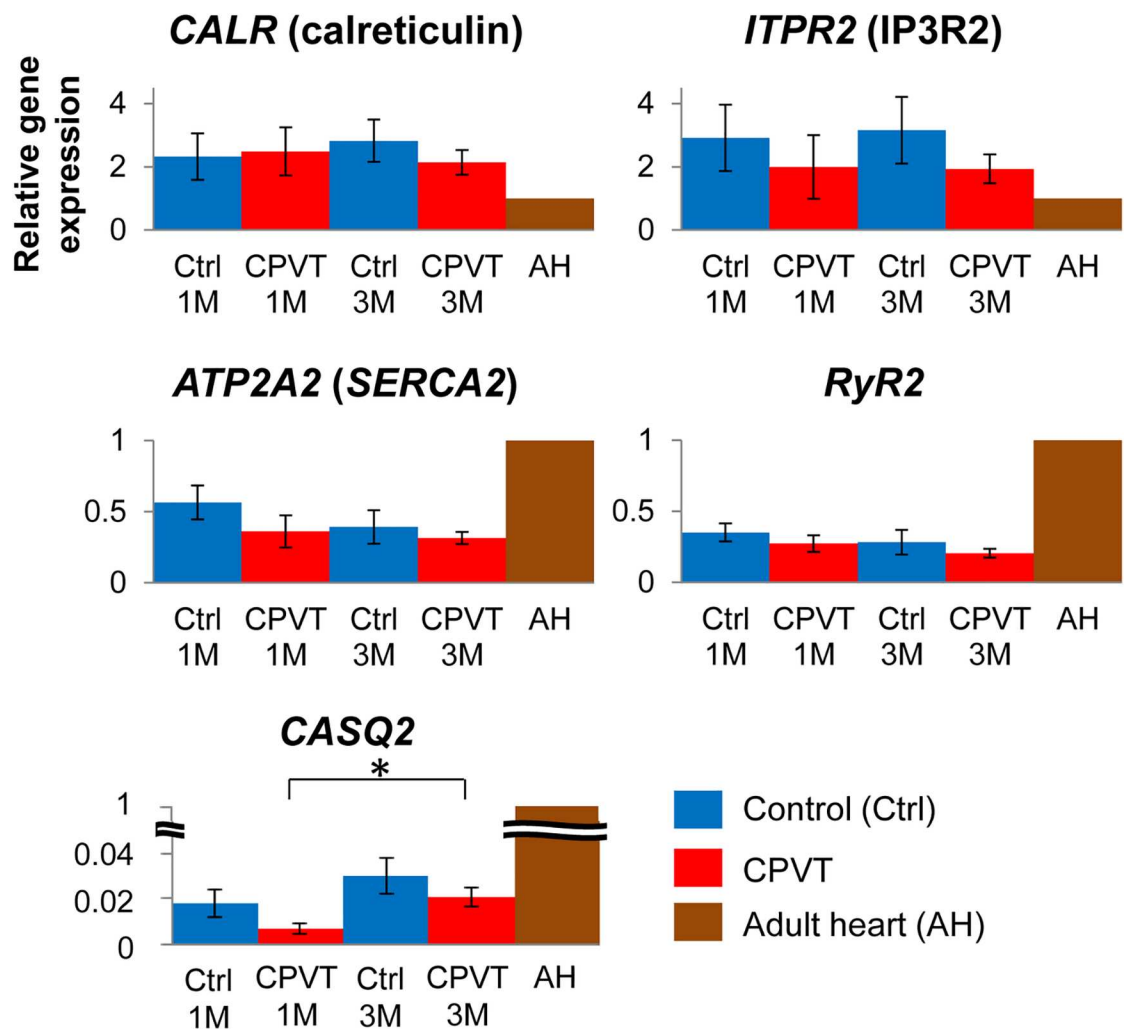 CALR (calreticulin)
Relative gene
expression
4
2
0
Ctrl CPVT Ctrl CPVT AH
1M 1M 3M 3M
ITPR2 (IP3R2)
4
2
0
Ctrl CPVT Ctrl CPVT AH
1M 1M 3M 3M
ATP2A2 (SERCA2)
1
0.5
0
Ctrl CPVT Ctrl CPVT AH
1M 1M 3M 3M
RyR2
1
0.5
0
Ctrl CPVT Ctrl CPVT AH
1M 1M 3M 3M
CASQ2
*
1
0.04
0.02
0
Ctrl CPVT Ctrl CPVT AH
1M 1M 3M 3M
Control (Ctrl)
CPVT
Adult heart (AH)